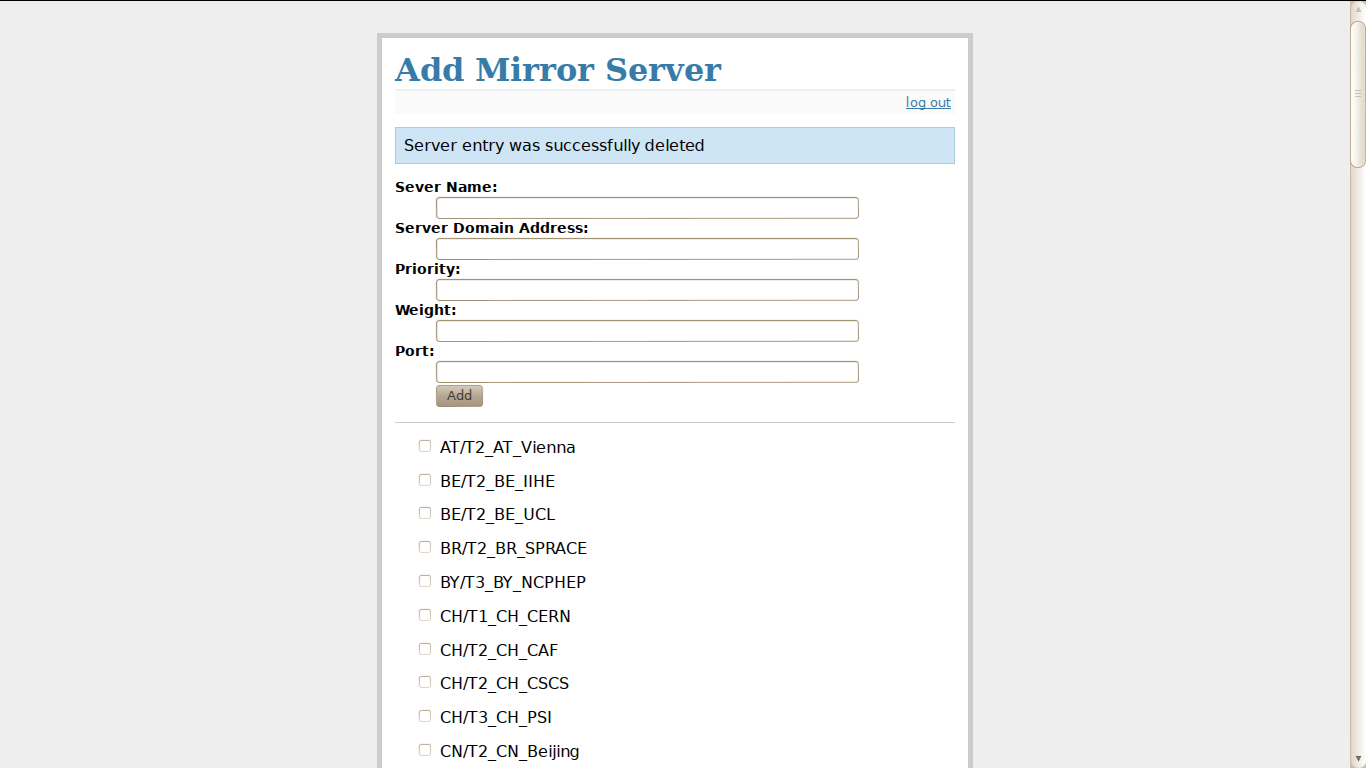 Add Mirror Server
log out
Server entry was successfully deleted
Sever Name:
Server Domain Address:
Priority:
Weight:
Port:
Add
AT/T2_AT_Vienna
BE/T2_BE_IIHE
BE/T2_BE_UCL
BR/T2_BR_SPRACE
BY/T3_BY_NCPHEP
CH/T1_CH_CERN
CH/T2_CH_CAF
CH/T2_CH_CSCS
CH/T3_CH_PSI
CN/T2_CN_Beijing